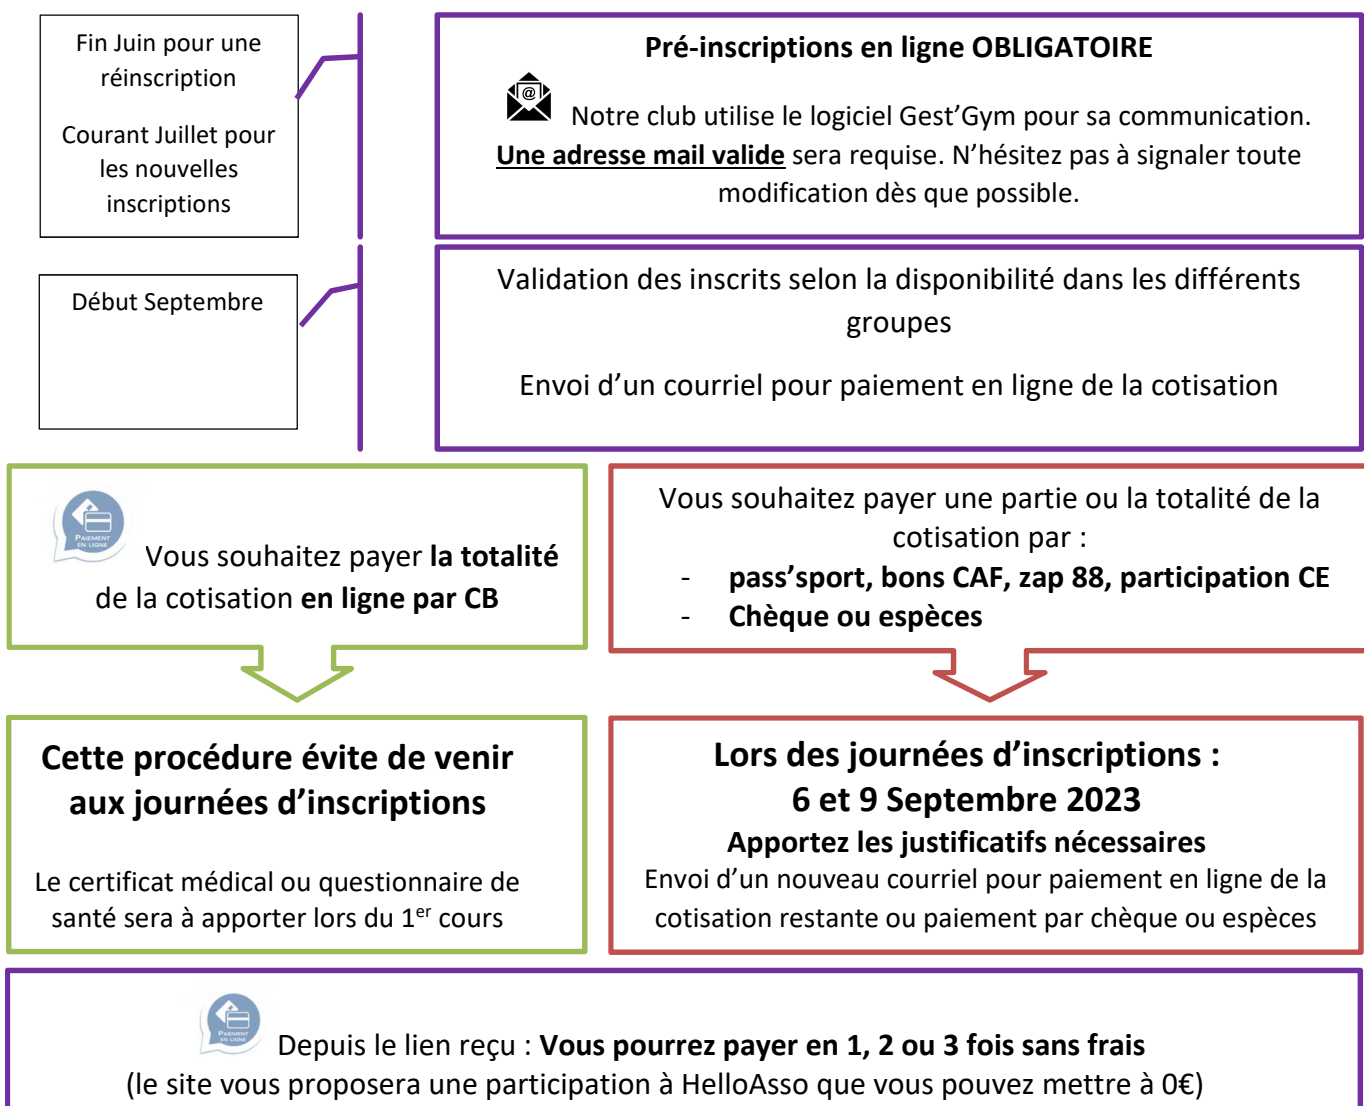 Fin Juin pour une
réinscription
Courant Juillet pour
les nouvelles
inscriptions
Pré-inscriptions en ligne OBLIGATOIRE
@
Notre club utilise le logiciel Gest’Gym pour sa communication.
Une adresse mail valide sera requise. N’hésitez pas à signaler toute
modification dès que possible.
Début Septembre
Validation des inscrits selon la disponibilité dans les différents
groupes
Envoi d’un courriel pour paiement en ligne de la cotisation
PAIEMENT
EN LIGNE
Vous souhaitez payer la totalité
de la cotisation en ligne par CB
Vous souhaitez payer une partie ou la totalité de la
cotisation par :
- pass’sport, bons CAF, zap 88, participation CE
- Chèque ou espèces
Cette procédure évite de venir
aux journées d’inscriptions
Le certificat médical ou questionnaire de
santé sera à apporter lors du 1er cours
Lors des journées d’inscriptions :
6 et 9 Septembre 2023
Apportez les justificatifs nécessaires
Envoi d’un nouveau courriel pour paiement en ligne de la
cotisation restante ou paiement par chèque ou espèces
PAIEMENT
EN LIGNE
Depuis le lien reçu : Vous pourrez payer en 1, 2 ou 3 fois sans frais
(le site vous proposera une participation à HelloAsso que vous pouvez mettre à 0€)